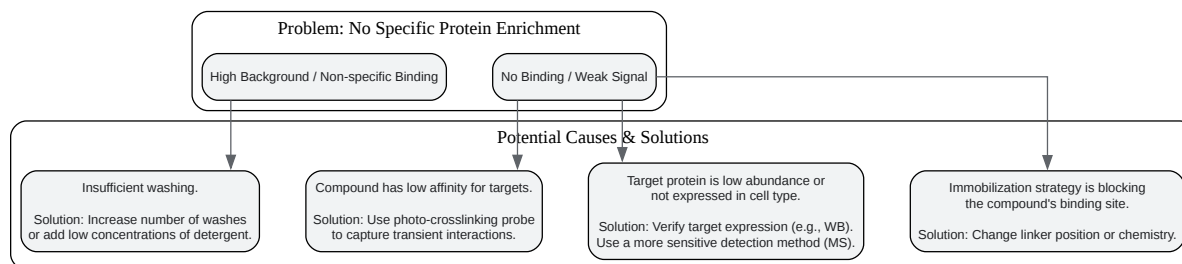 Problem: No Specific Protein Enrichment
High Background / Non-specific Binding
No Binding / Weak Signal
Potential Causes & Solutions
Insufficient washing.
Solution: Increase number of washes
or add low concentrations of detergent.
Compound has low affinity for targets.
Solution: Use photo-crosslinking probe
to capture transient interactions.
Target protein is low abundance or
not expressed in cell type.
Solution: Verify target expression (e.g., WB).
Use a more sensitive detection method (MS).
Immobilization strategy is blocking
the compound's binding site.
Solution: Change linker position or chemistry.